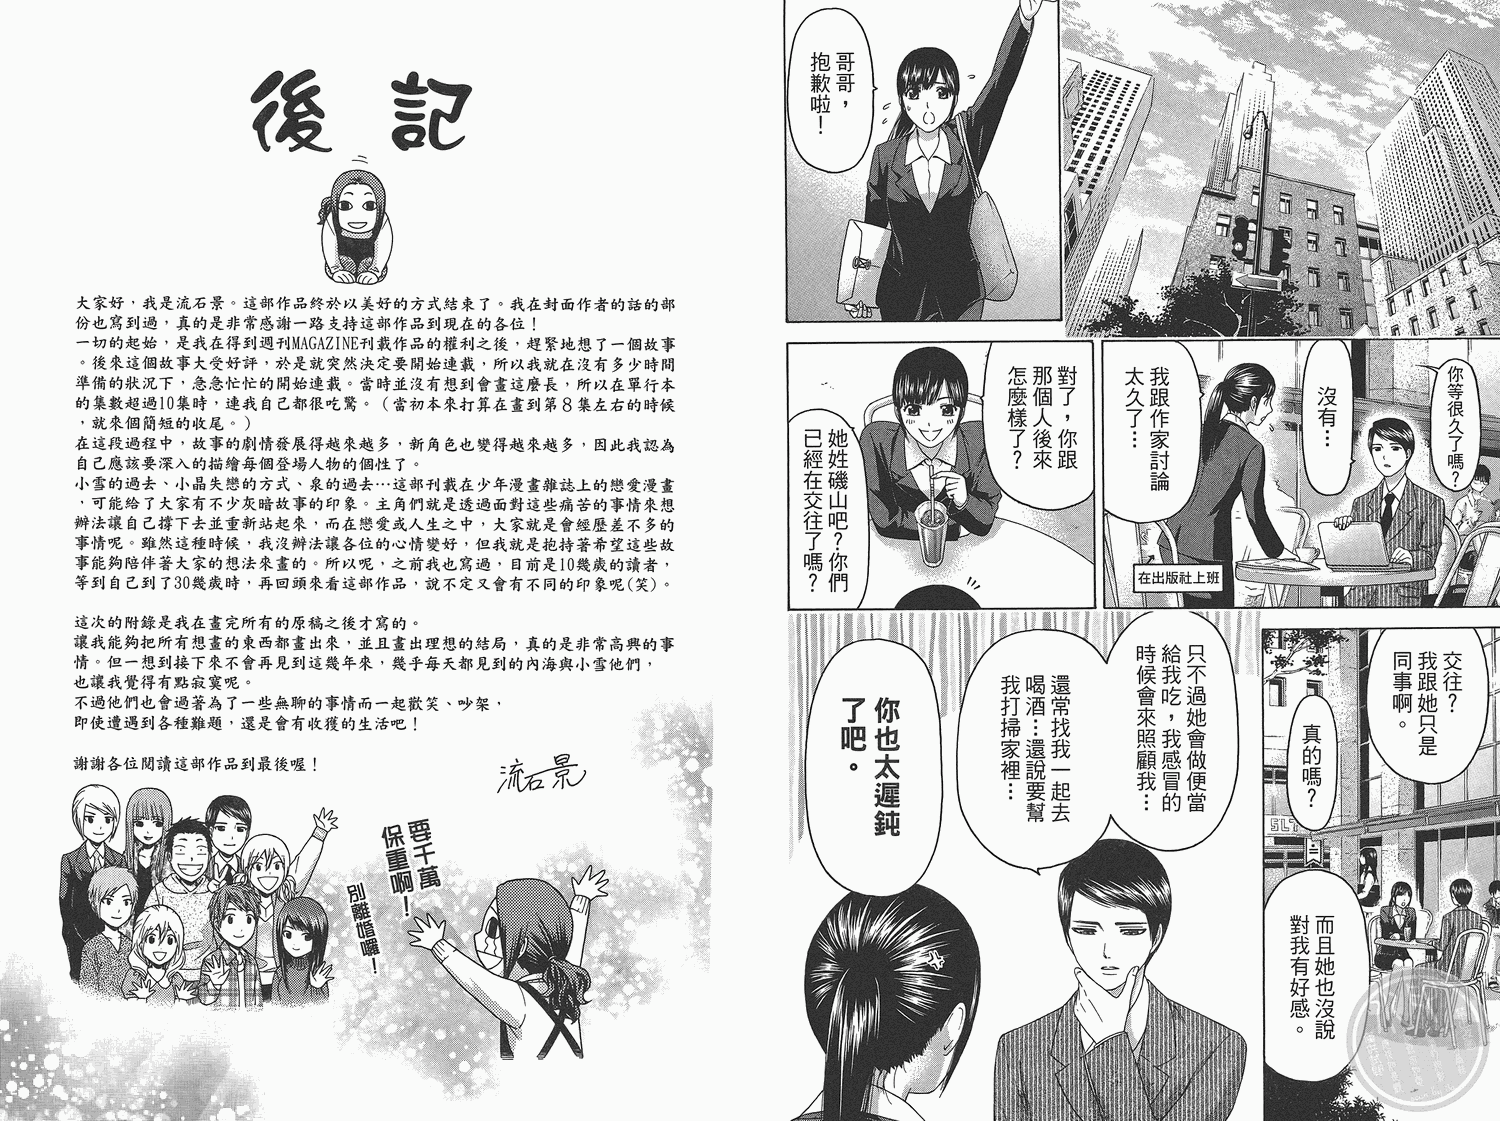 哥哥，
抱歉啦！
你等很久了嗎？
沒有…
我跟作家討論
太久了…
在出版社上班
對了，你跟
那個人後來
怎麼樣了？
她姓磯山吧？你們
已經在交往了嗎？
交往？
我跟她只是
同事啊。
真的嗎？
而且她也沒說
對我有好感。
只不過她會做便當
給我吃，我感冒的
時候會來照顧我…
還常找我一起去
喝酒…還說要幫
我打掃家裡…
你也太遲鈍
了吧。
後記
大家好，我是流石景。這部作品終於以美好的方式結束了。我在封面作者的話的部
份也寫到過，真的是非常感謝一路支持這部作品到現在的各位！
一切的起始，是我在得到週刊MAGAZINE刊載作品的權利之後，趕緊地想了一個故事
。後來這個故事大受好評，於是就突然決定要開始連載，所以我就在沒有多少時間
準備的狀況下，急急忙忙的開始連載。當時並沒有想到會畫這麼長，所以在單行本
的集數超過10集時，連我自己都很吃驚。（當初本來打算在畫到第８集左右的時候
，就來個簡短的收尾。）
在這段過程中，故事的劇情發展得越來越多，新角色也變得越來越多，因此我認為
自己應該要深入的描繪每個登場人物的個性了。
小雪的過去、小晶失戀的方式、泉的過去…這部刊載在少年漫畫雜誌上的戀愛漫畫
，可能給了大家有不少灰暗故事的印象。主角們就是透過面對這些痛苦的事情來想
辦法讓自己撐下去並重新站起來，而在戀愛或人生之中，大家就是會經歷差不多的
事情呢。雖然這種時候，我沒辦法讓各位的心情變好，但我就是抱持著希望這些故
事能夠陪伴著大家的想法來畫的。所以呢，之前我也寫過，目前是10幾歲的讀者，
等到自己到了30幾歲時，再回頭來看這部作品，說不定又會有不同的印象呢(笑)。
這次的附錄是我在畫完所有的原稿之後才寫的。
讓我能夠把所有想畫的東西都畫出來，並且畫出理想的結局，真的是非常高興的事
情。但一想到接下來不會再見到這幾年來，幾乎每天都見到的內海與小雪他們，
也讓我覺得有點寂寞呢。
不過他們也會過著為了一些無聊的事情而一起歡笑、吵架，
即使遭遇到各種難題，還是會有收獲的生活吧！
謝謝各位閱讀這部作品到最後喔！
流石景
要千萬
保重啊！
別離婚囉！